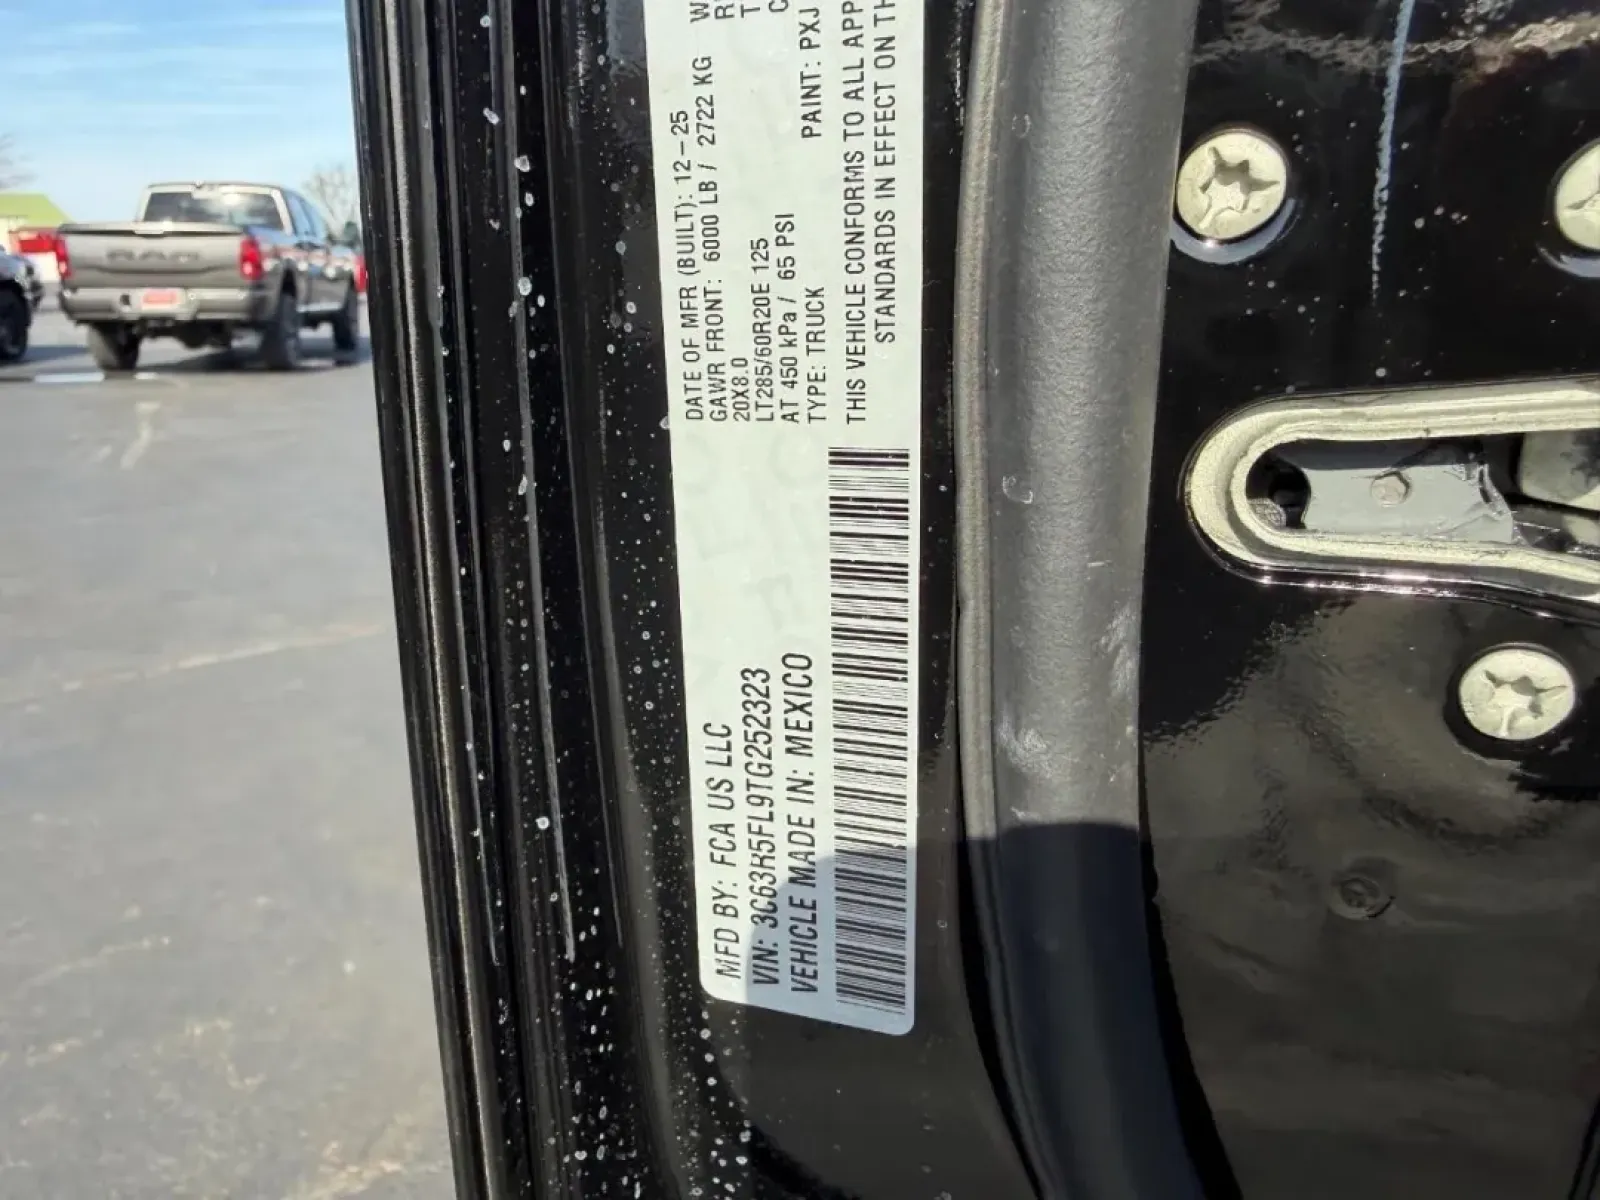 MFD BY: FCA US LLC
VIN: 3C63R5FL9TG252323
VEHICLE MADE IN: MEXICO
DATE OF MFR (BUILT): 12-25
GAWR FRONT: 6000 LB / 2722 KG
20X8.0
LT285/60R20E 125
AT 450 kPa / 65 PSI
TYPE: TRUCK
PAINT: PXJ
THIS VEHICLE CONFORMS TO ALL APP
STANDARDS IN EFFECT ON TH
RAM